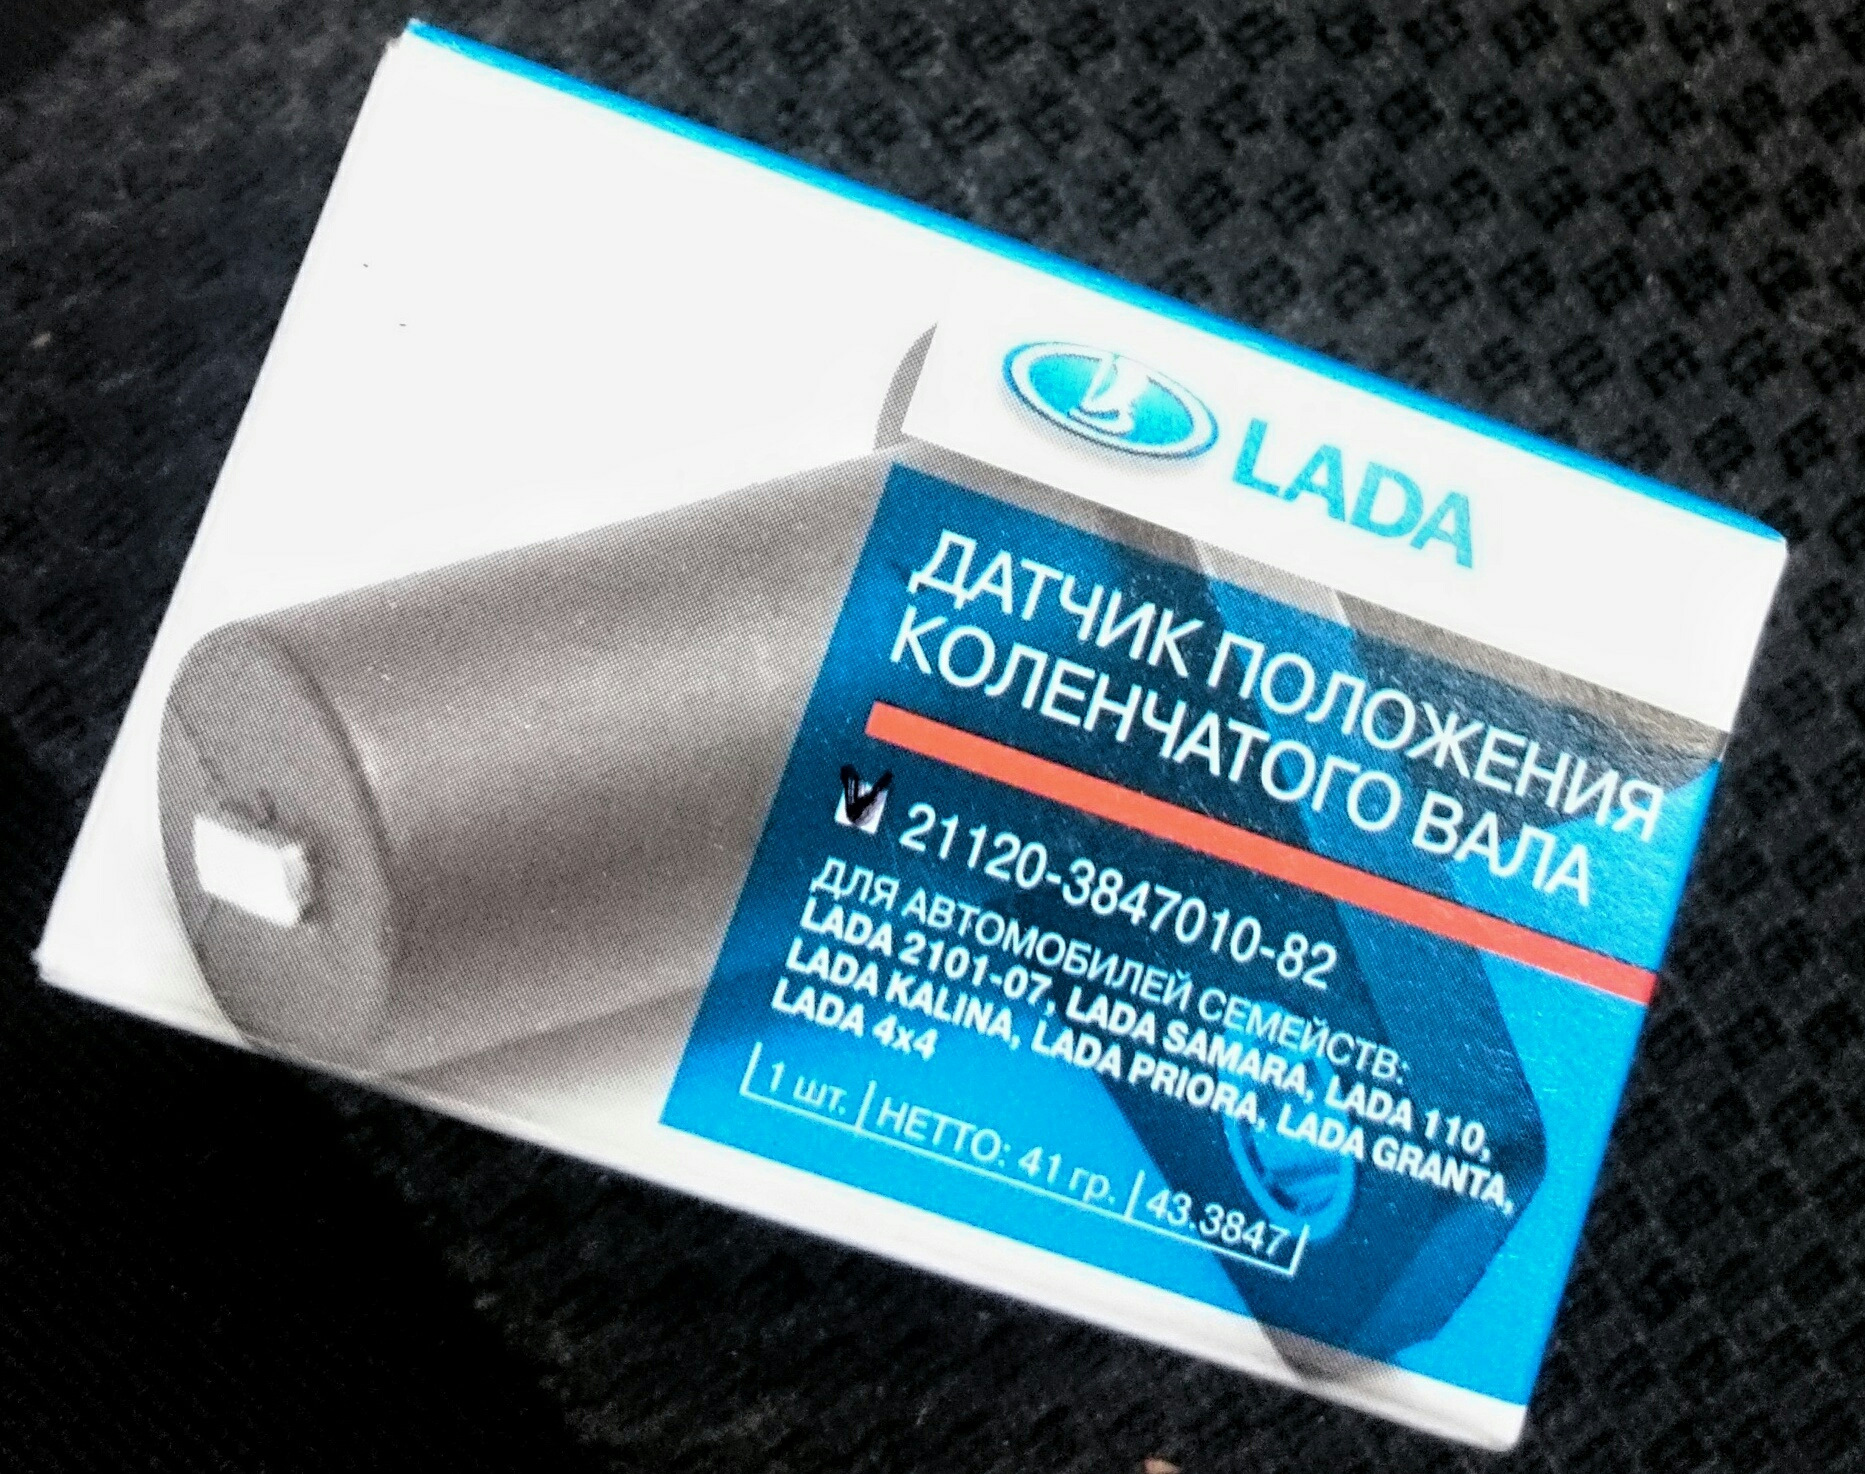 LADA
ДАТЧИК ПОЛОЖЕНИЯ
КОЛЕНЧАТОГО ВАЛА
21120-3847010-82
ДЛЯ АВТОМОБИЛЕЙ СЕМЕЙСТВ:
LADA 2101-07, LADA SAMARA, LADA 110,
LADA KALINA, LADA PRIORA, LADA GRANTA,
LADA 4x4
1 шт. | НЕТТО: 41 гр. | 43.3847